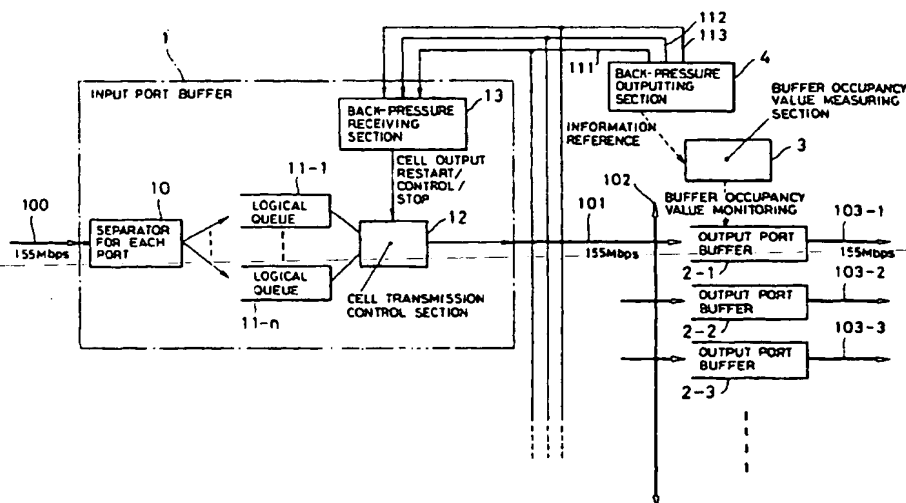 112
113
1
111
4
BACK-PRESSURE
OUTPUTTING
SECTION
BUFFER OCCUPANCY
VALUE MEASURING
SECTION
INPUT PORT BUFFER
13
BACK-PRESSURE
RECEIVING
SECTION
INFORMATION
REFERENCE
3
CELL OUTPUT
RESTART/
CONTROL/
STOP
11-1
10
LOGICAL
QUEUE
12
102
BUFFER OCCUPANCY
VALUE MONITORING
100
SEPARATOR
FOR EACH
PORT
101
OUTPUT PORT
BUFFER
103-1
155Mbps
155Mbps
155Mbps
2-1
LOGICAL
QUEUE
11-n
CELL TRANSMISSION
CONTROL SECTION
OUTPUT PORT
BUFFER
103-2
2-2
OUTPUT PORT
BUFFER
103-3
2-3